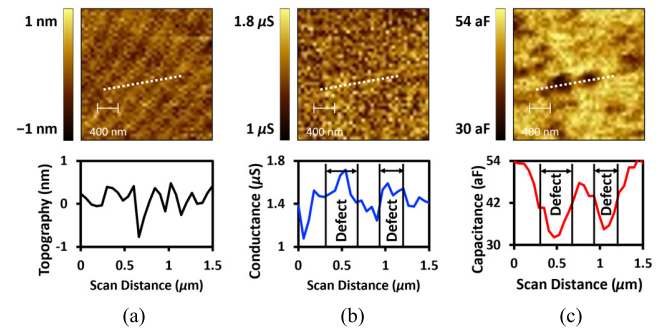 1 nm
−1 nm
400 nm
1.8 µS
1 µS
400 nm
54 aF
30 aF
400 nm
Topography (nm)
1
0
-1
0 0.5 1 1.5
Scan Distance (µm)
Conductance (µS)
1.8
1.4
1
Defect
Defect
0 0.5 1 1.5
Scan Distance (µm)
Capacitance (aF)
54
42
30
Defect
Defect
0 0.5 1 1.5
Scan Distance (µm)
(a)
(b)
(c)